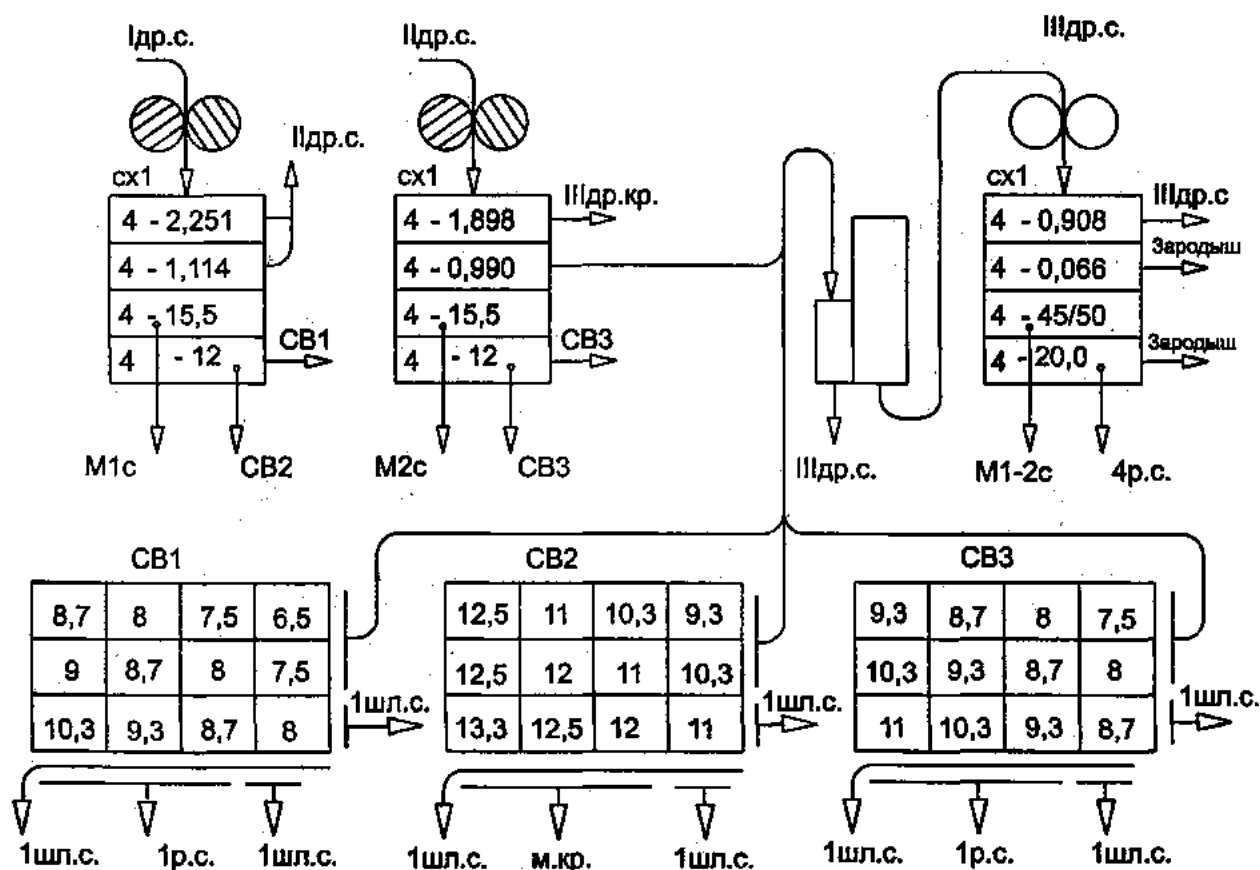 Iдр.с.
IIдр.с.
IIIдр.с.
IIдр.с.
сх1
сх1
сх1
4 - 2,251
4 - 1,114
4 - 15,5
4 - 12
СВ1
4 - 1,898
4 - 0,990
4 - 15,5
4 - 12
IIIдр.кр.
СВ3
4 - 0,908
4 - 0,066
4 - 45/50
4 - 20,0
IIIдр.с
Зародыш
Зародыш
М1с
СВ2
М2с
СВ3
IIIдр.с.
М1-2с
4р.с.
СВ1
СВ2
СВ3
8,7 8 7,5 6,5
9 8,7 8 7,5
10,3 9,3 8,7 8
1шл.с.
12,5 11 10,3 9,3
12,5 12 11 10,3
13,3 12,5 12 11
1шл.с.
9,3 8,7 8 7,5
10,3 9,3 8,7 8
11 10,3 9,3 8,7
1шл.с.
1шл.с. 1р.с. 1шл.с.
1шл.с. м.кр. 1шл.с.
1шл.с. 1р.с. 1шл.с.